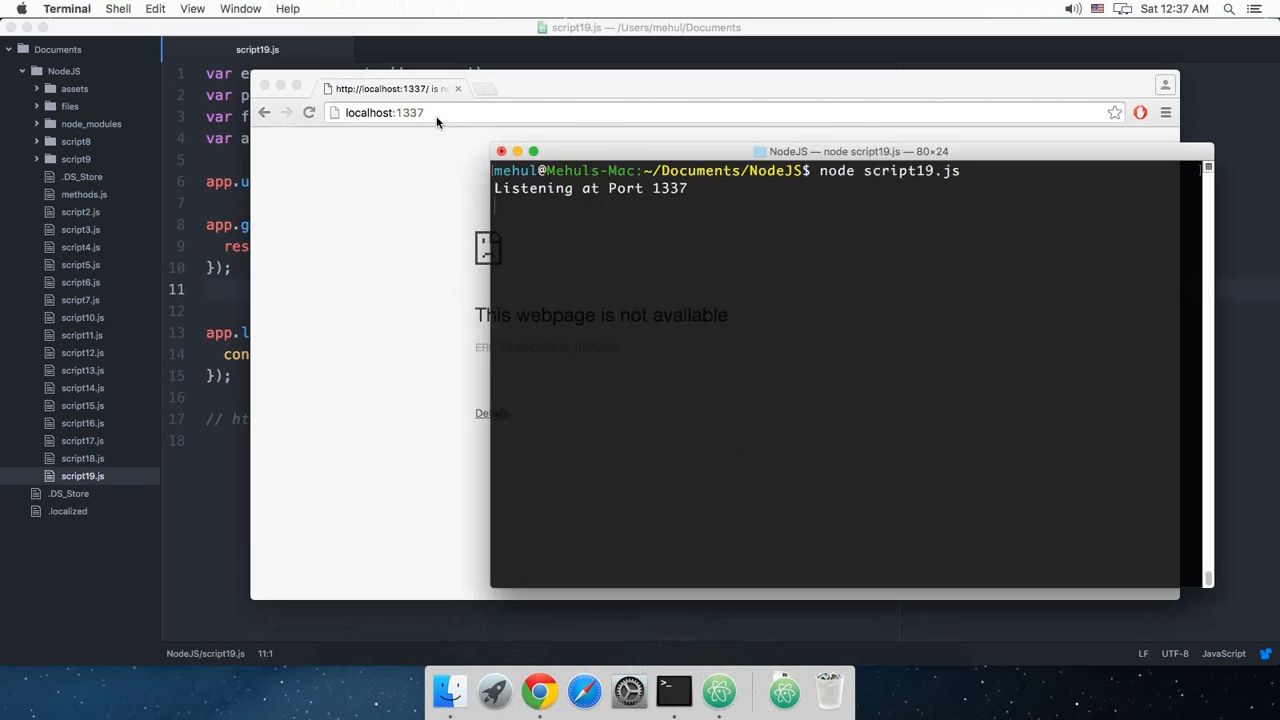 Terminal Shell Edit View Window Help Sat 12:37 AM
script19.js — /Users/mehul/Documents
Documents
NodeJS
assets
files
node_modules
script8
script9
.DS_Store
methods.js
script2.js
script3.js
script4.js
script5.js
script6.js
script7.js
script10.js
script11.js
script12.js
script13.js
script14.js
script15.js
script16.js
script17.js
script18.js
script19.js
.DS_Store
.localized
script19.js
1 var e
2 var p
3 var f
4 var a
5
6 app.u
7
8 app.g
9 res
10 });
11
12
13 app.l
14 con
15 });
16
17 // ht
18
http://localhost:1337/ is n
localhost:1337
This webpage is not available
Details
NodeJS — node script19.js — 80×24
mehul@Mehuls-Mac:~/Documents/NodeJS$ node script19.js
Listening at Port 1337
NodeJS/script19.js 11:1 LF UTF-8 JavaScript